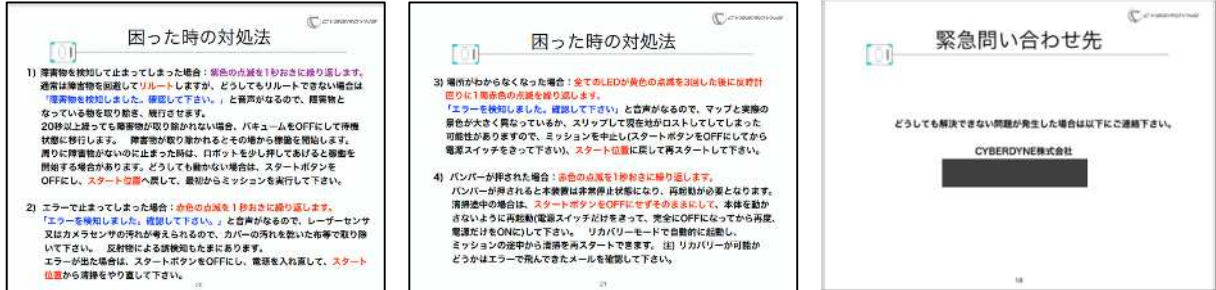 CYBERDYNE
困った時の対処法
1) 障害物を検知して止まってしまった場合：紫色の点滅を1秒おきに繰り返します。
通常は障害物を回避してリルートしますが、どうしてもリルートできない場合は
「障害物を検知しました。確認して下さい。」と音声がなるので、障害物と
なっている物を取り除き、続行させます。
20秒以上経っても障害物が取り除かれない場合、バキュームをOFFにして待機
状態に移行します。　障害物が取り除かれるとその場から稼働を開始します。
周りに障害物がないのに止まった時は、ロボットを少し押してあげると稼働を
開始する場合があります。どうしても動かない場合は、スタートボタンを
OFFにし、スタート位置へ戻して、最初からミッションを実行して下さい。
2) エラーで止まってしまった場合：赤色の点滅を１秒おきに繰り返します。
「エラーを検知しました。確認して下さい。」と音声がなるので、レーザーセンサ
又はカメラセンサの汚れが考えられるので、カバーの汚れを乾いた布等で取り除
いて下さい。　反射物による誤検知もたまにあります。
エラーが出た場合は、スタートボタンをOFFにし、電源を入れ直して、スタート
位置から清掃をやり直して下さい。
CYBERDYNE
困った時の対処法
3) 場所がわからなくなった場合：全てのLEDが黄色の点滅を3回した後に反時計
回りに1周赤色の点滅を繰り返します。
「エラーを検知しました。確認して下さい」と音声がなるので、マップと実際の
景色が大きく異なっているか、スリップして現在地がロストしてしてしまった
可能性がありますので、ミッションを中止し(スタートボタンをOFFにしてから
電源スイッチをきって下さい)、スタート位置に戻して再スタートして下さい。
4) バンパーが押された場合：赤色の点滅を1秒おきに繰り返します。
バンパーが押されると本装置は非常停止状態になり、再起動が必要となります。
清掃途中の場合は、スタートボタンをOFFにせずそのままにして、本体を動か
さないように再起動(電源スイッチだけをきって、完全にOFFになってから再度、
電源だけをONに)して下さい。　リカバリーモードで自動的に起動し、
ミッションの途中から清掃を再スタートできます。 注) リカバリーが可能か
どうかはエラーで飛んできたメールを確認して下さい。
CYBERDYNE
緊急問い合わせ先
どうしても解決できない問題が発生した場合は以下にご連絡下さい。
CYBERDYNE株式会社